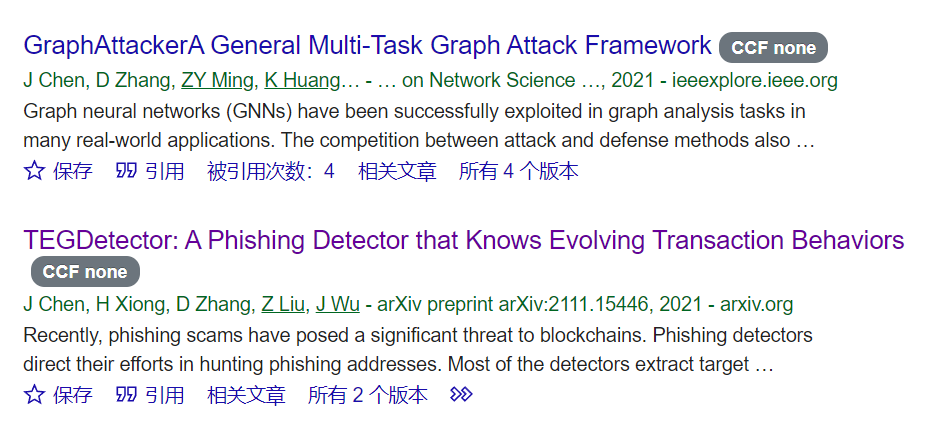 GraphAttackerA General Multi-Task Graph Attack Framework CCF none
J Chen, D Zhang, ZY Ming, K Huang… - … on Network Science …, 2021 - ieeexplore.ieee.org
Graph neural networks (GNNs) have been successfully exploited in graph analysis tasks in
many real-world applications. The competition between attack and defense methods also …
保存 引用 被引用次数：4 相关文章 所有 4 个版本
TEGDetector: A Phishing Detector that Knows Evolving Transaction Behaviors
CCF none
J Chen, H Xiong, D Zhang, Z Liu, J Wu - arXiv preprint arXiv:2111.15446, 2021 - arxiv.org
Recently, phishing scams have posed a significant threat to blockchains. Phishing detectors
direct their efforts in hunting phishing addresses. Most of the detectors extract target …
保存 引用 相关文章 所有 2 个版本